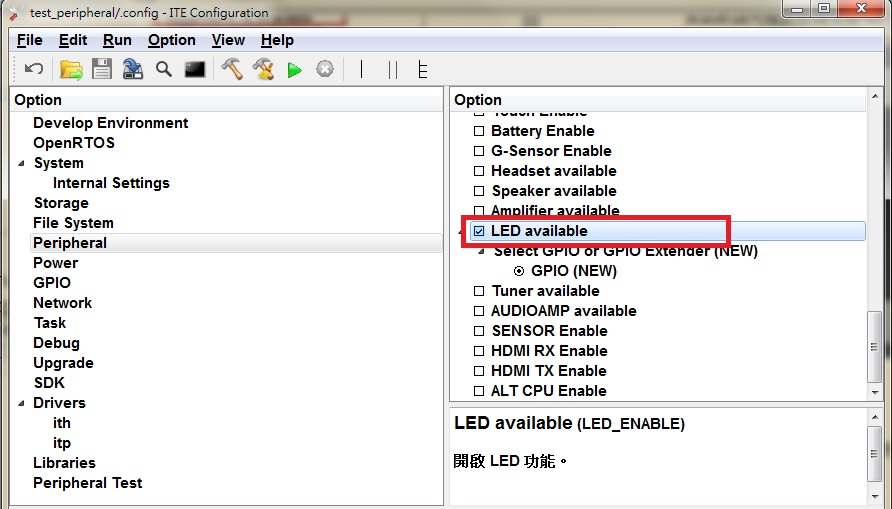 test_peripheral/.config - ITE Configuration
File Edit Run Option View Help
Option
Develop Environment
OpenRTOS
System
Internal Settings
Storage
File System
Peripheral
Power
GPIO
Network
Task
Debug
Upgrade
SDK
Drivers
ith
itp
Libraries
Peripheral Test
Option
Touch Enable
Battery Enable
G-Sensor Enable
Headset available
Speaker available
Amplifier available
LED available
Select GPIO or GPIO Extender (NEW)
GPIO (NEW)
Tuner available
AUDIOAMP available
SENSOR Enable
HDMI RX Enable
HDMI TX Enable
ALT CPU Enable
LED available (LED_ENABLE)
開啟 LED 功能。